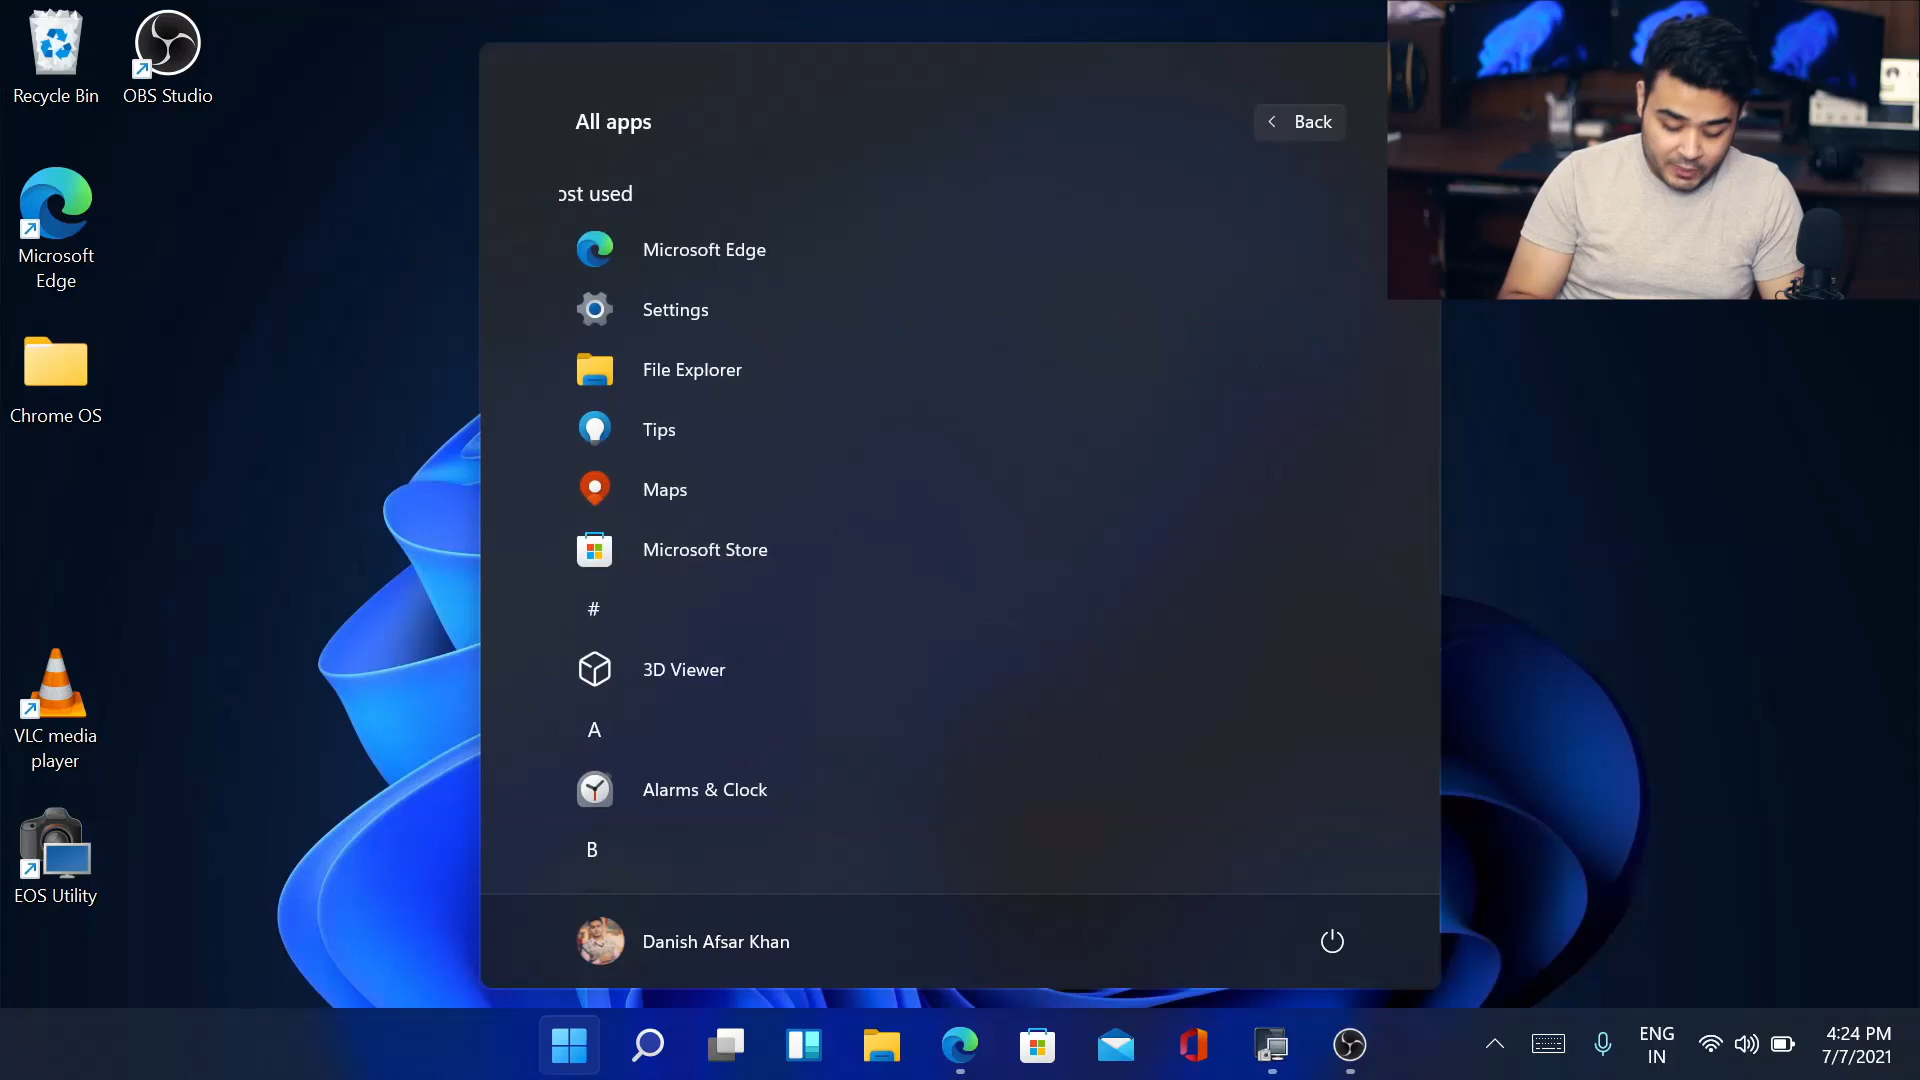 Recycle Bin
OBS Studio
Microsoft
Edge
Chrome OS
VLC media
player
EOS Utility
All apps
Back
ost used
Microsoft Edge
Settings
File Explorer
Tips
Maps
Microsoft Store
#
3D Viewer
A
Alarms & Clock
B
Danish Afsar Khan
ENG
IN
4:24 PM
7/7/2021